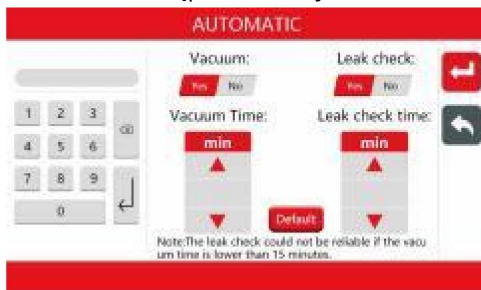 AUTOMATIC
Vacuum: Leak check:
Yes No Yes No
1 2 3
4 5 6
7 8 9
0
Vacuum Time: Leak check time:
min min
Default
Note:The leak check could not be reliable if the vacu
um time is lower than 15 minutes.